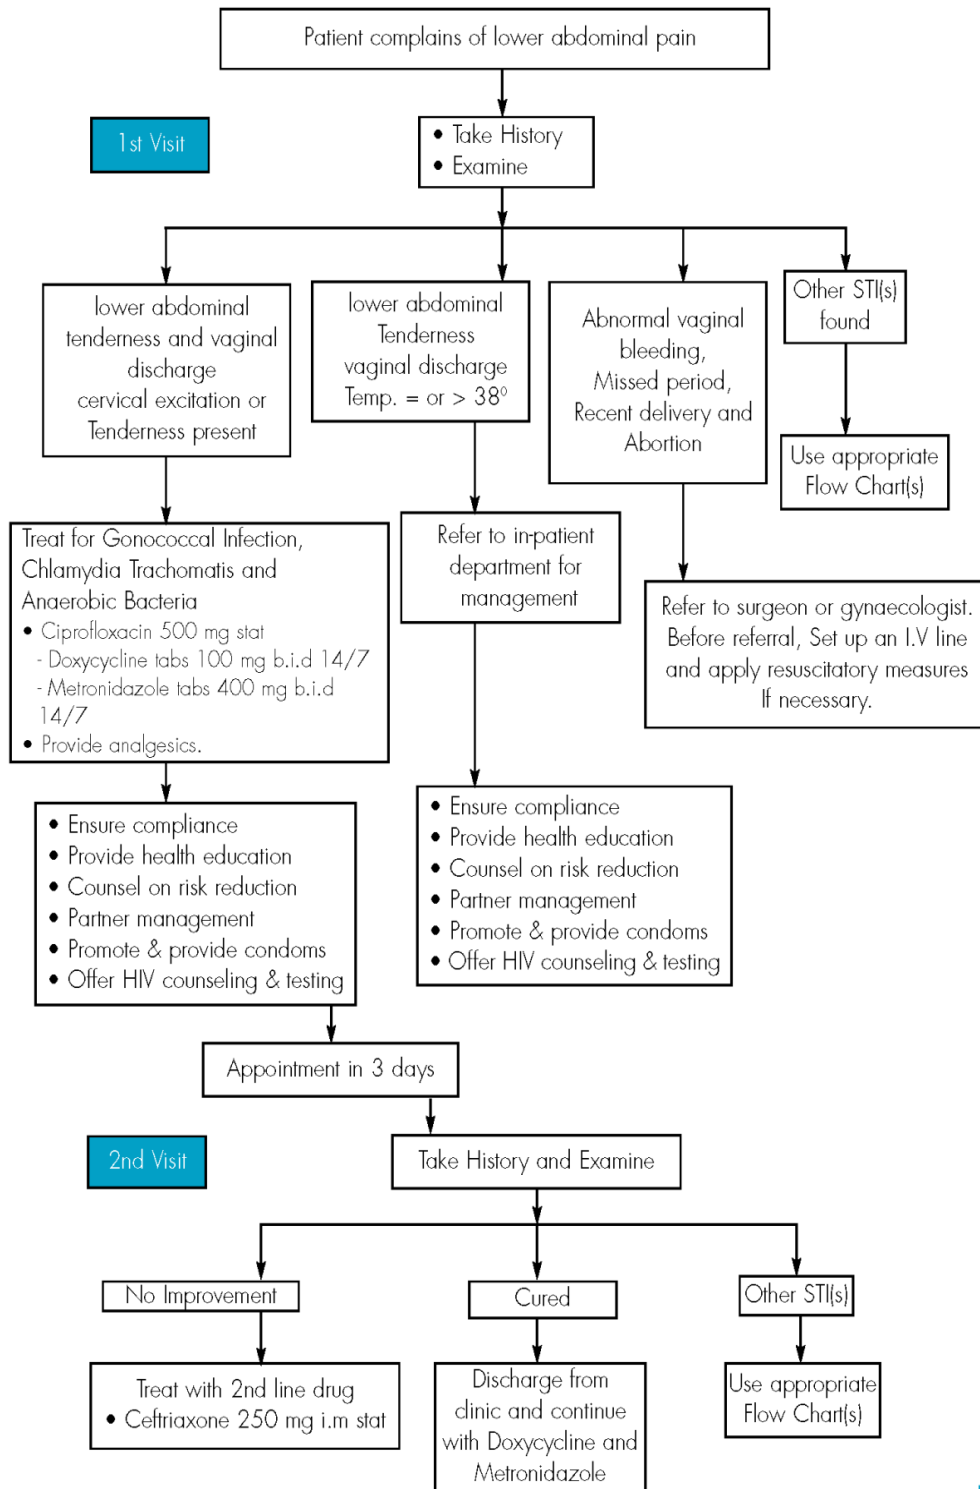 Patient complains of lower abdominal pain
1st Visit
• Take History
• Examine
lower abdominal
tenderness and vaginal
discharge
cervical excitation or
Tenderness present
lower abdominal
Tenderness
vaginal discharge
Temp. = or > 38⁰
Abnormal vaginal
bleeding,
Missed period,
Recent delivery and
Abortion
Other STI(s)
found
Use appropriate
Flow Chart(s)
Treat for Gonococcal Infection,
Chlamydia Trachomatis and
Anaerobic Bacteria
• Ciprofloxacin 500 mg stat
- Doxycycline tabs 100 mg b.i.d 14/7
- Metronidazole tabs 400 mg b.i.d
14/7
• Provide analgesics.
Refer to in-patient
department for
management
Refer to surgeon or gynaecologist.
Before referral, Set up an I.V line
and apply resuscitatory measures
If necessary.
• Ensure compliance
• Provide health education
• Counsel on risk reduction
• Partner management
• Promote & provide condoms
• Offer HIV counseling & testing
• Ensure compliance
• Provide health education
• Counsel on risk reduction
• Partner management
• Promote & provide condoms
• Offer HIV counseling & testing
Appointment in 3 days
2nd Visit
Take History and Examine
No Improvement
Cured
Other STI(s)
Treat with 2nd line drug
• Ceftriaxone 250 mg i.m stat
Discharge from
clinic and continue
with Doxycycline and
Metronidazole
Use appropriate
Flow Chart(s)